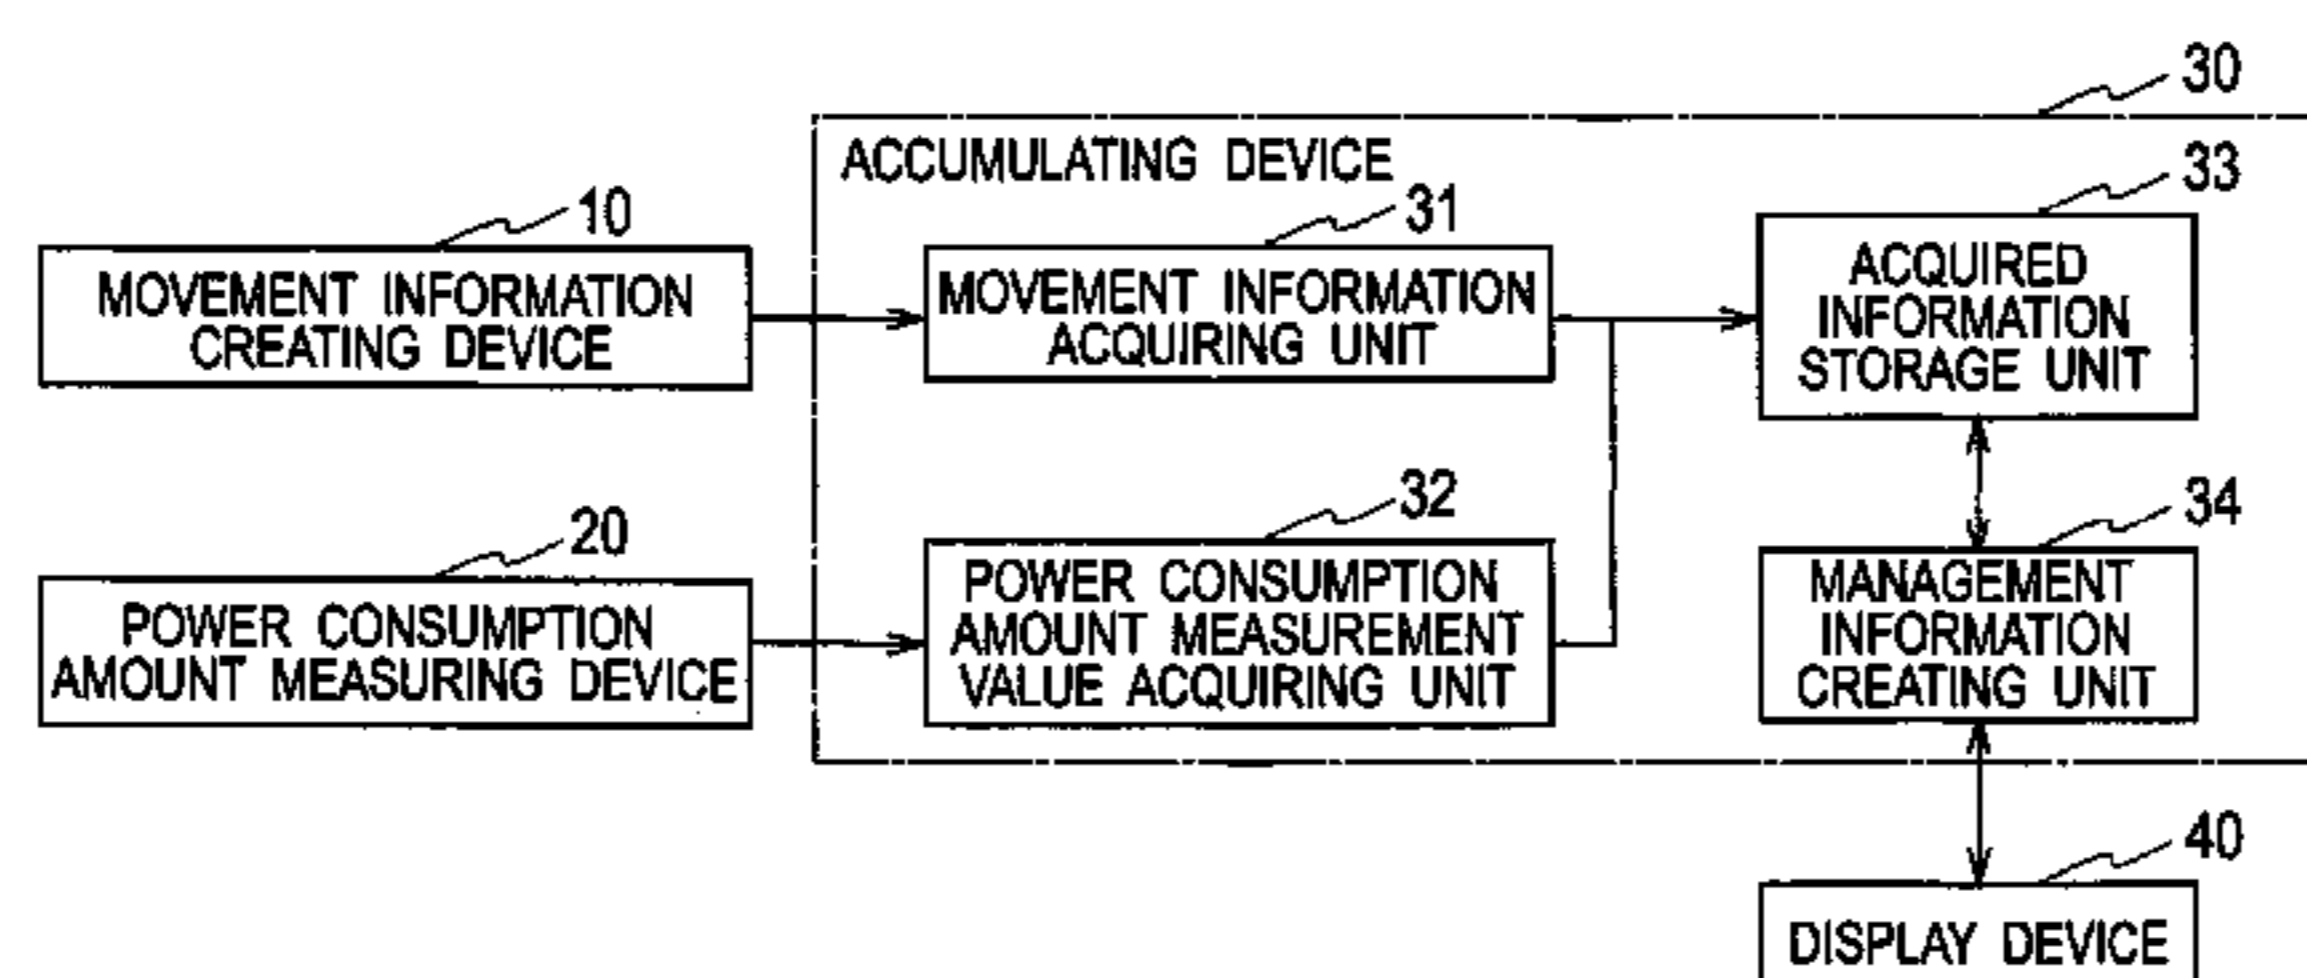 30
ACCUMULATING DEVICE
33
10
31
MOVEMENT INFORMATION
CREATING DEVICE
MOVEMENT INFORMATION
ACQUIRING UNIT
ACQUIRED
INFORMATION
STORAGE UNIT
20
32
34
POWER CONSUMPTION
AMOUNT MEASURING DEVICE
POWER CONSUMPTION
AMOUNT MEASUREMENT
VALUE ACQUIRING UNIT
MANAGEMENT
INFORMATION
CREATING UNIT
40
DISPLAY DEVICE